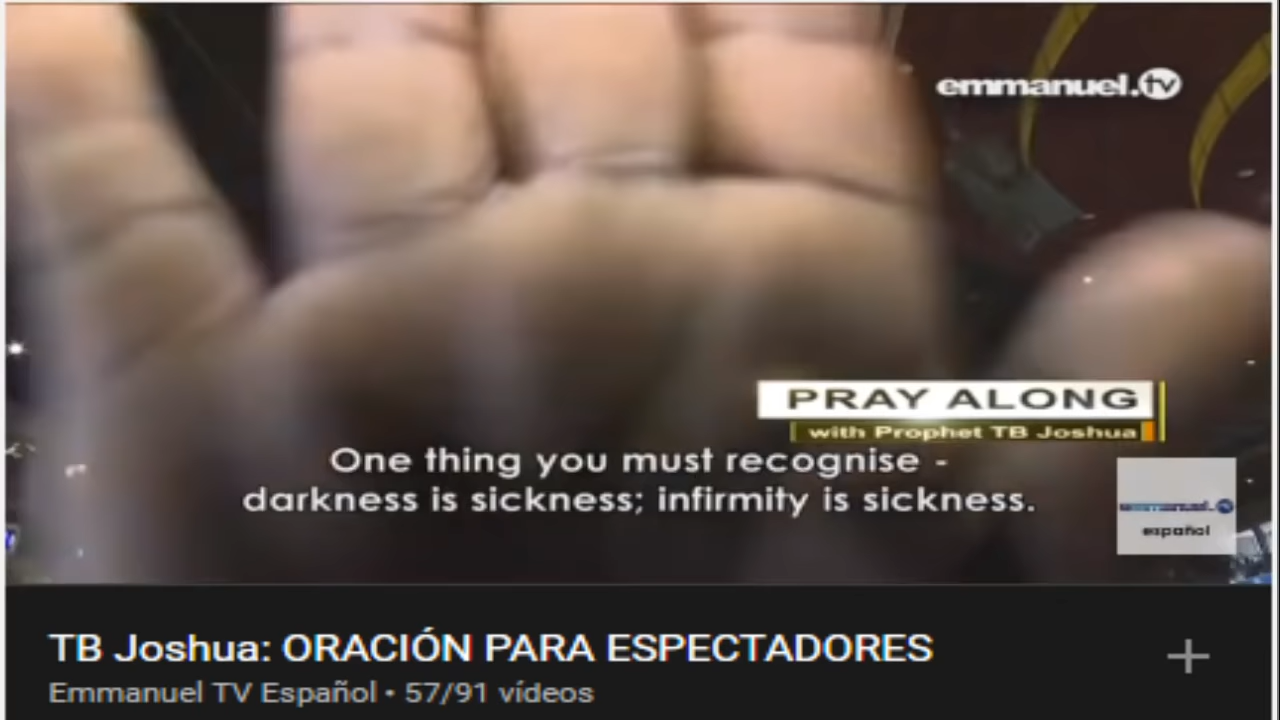 emmanuel.tv
PRAY ALONG
with Prophet TB Joshua
One thing you must recognise -
darkness is sickness; infirmity is sickness.
emmanuel.tv
español
TB Joshua: ORACIÓN PARA ESPECTADORES
Emmanuel TV Español • 57/91 vídeos